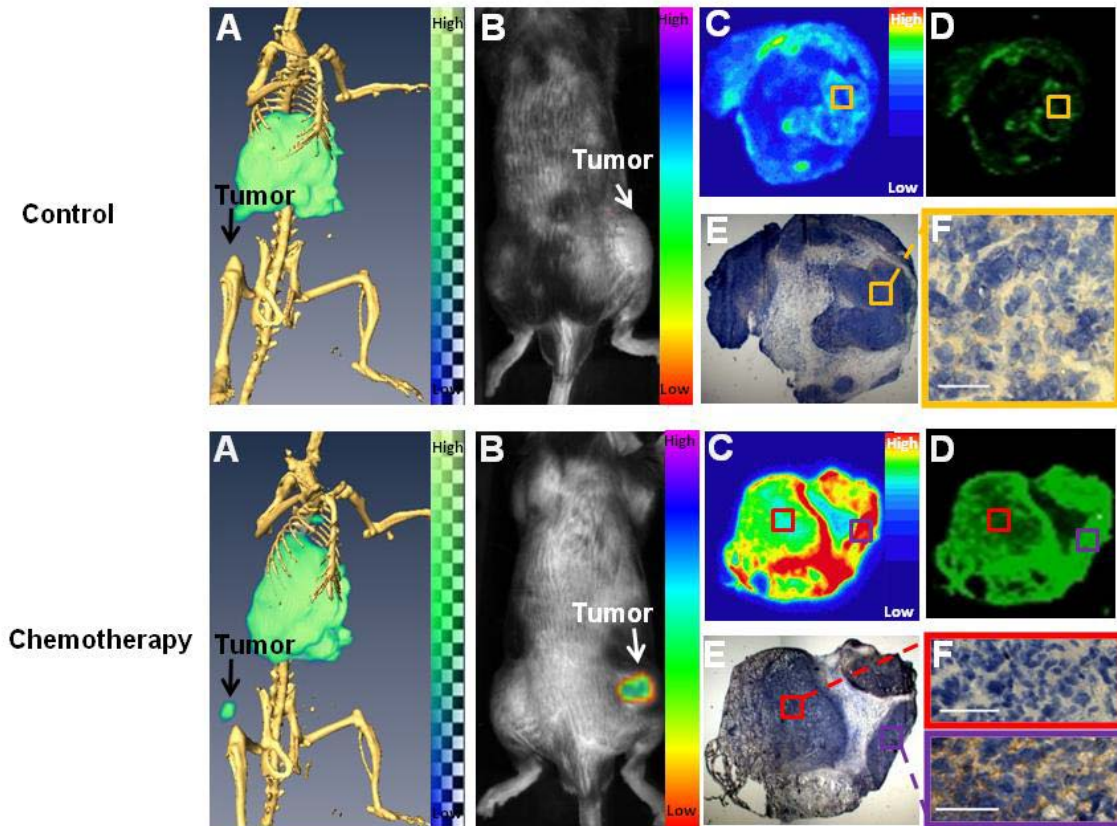 Control
A
High
Tumor
Low
B
High
Tumor
Low
C
High
Low
D
E
F
Chemotherapy
A
High
Tumor
Low
B
High
Tumor
Low
C
High
Low
D
E
F